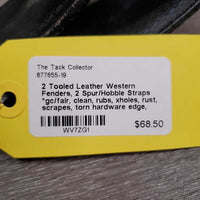 The Tack Collector
877655-19
2 Tooled Leather Western
Fenders, 2 Spur/Hobble Straps
*gc/fair, clean, rubs, xholes, rust,
scrapes, torn hardware edge,
WV7ZG1
$68.50